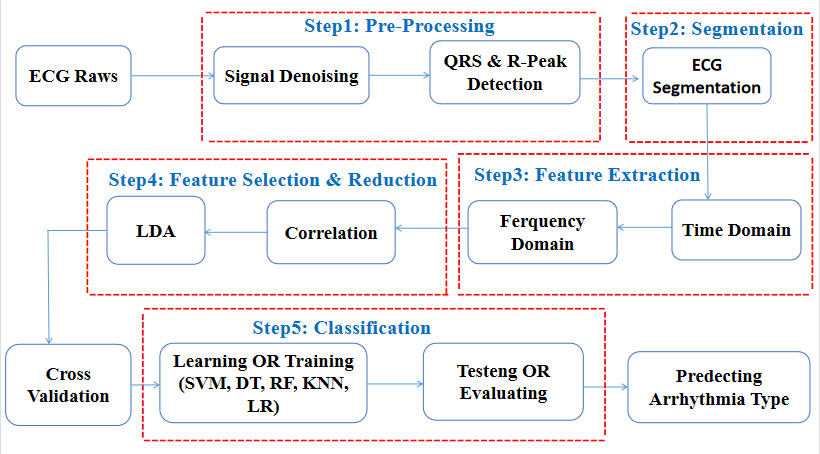 Step1: Pre-Processing
Step2: Segmentaion
ECG Raws
Signal Denoising
QRS & R-Peak
Detection
ECG
Segmentation
Step4: Feature Selection & Reduction
Step3: Feature Extraction
LDA
Correlation
Ferquency
Domain
Time Domain
Step5: Classification
Cross
Validation
Learning OR Training
(SVM, DT, RF, KNN,
LR)
Testeng OR
Evaluating
Predecting
Arrhythmia Type